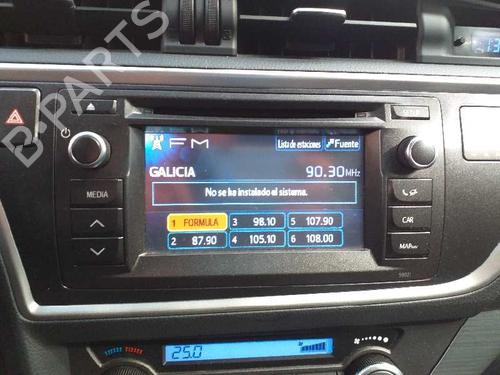 FM
Lista de estaciones
Fuente
GALICIA
90.30 MHz
No se ha instalado el sistema.
1 FORMULA
3 98.10
5 107.90
2 87.90
4 105.10
6 108.00
MEDIA
CAR
MAP
25.0
B-PARTS